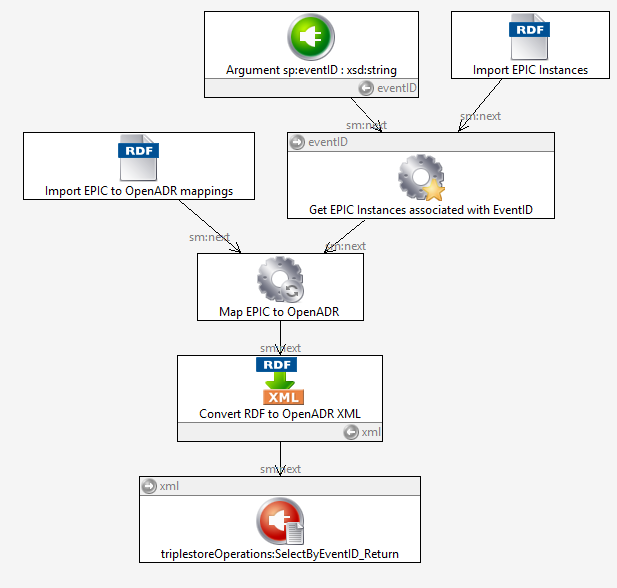 RDF
Argument sp:eventID : xsd:string
Import EPIC Instances
eventID
sm:next
sm:next
eventID
RDF
Import EPIC to OpenADR mappings
Get EPIC Instances associated with EventID
sm:next
sm:next
Map EPIC to OpenADR
sm:next
RDF
XML
Convert RDF to OpenADR XML
xml
sm:next
xml
triplestoreOperations:SelectByEventID_Return